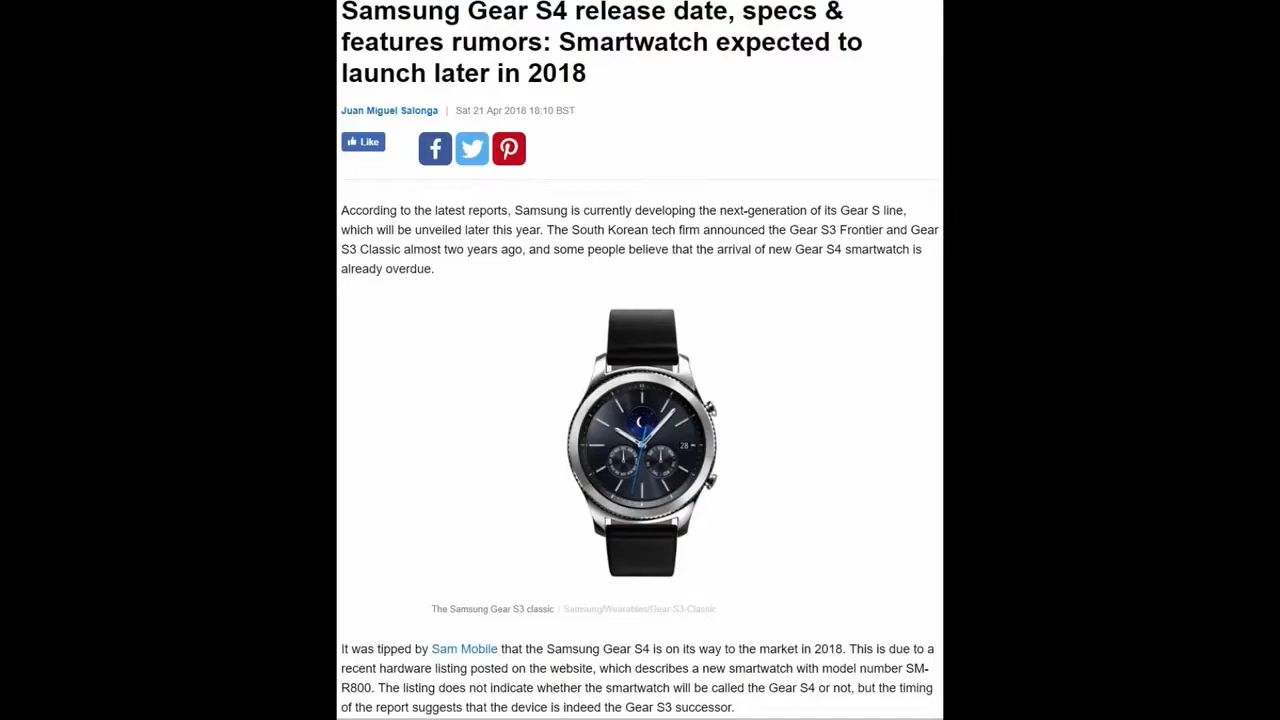 Samsung Gear S4 release date, specs &
features rumors: Smartwatch expected to
launch later in 2018
Juan Miguel Salonga | Sat 21 Apr 2018 18:10 BST
Like
According to the latest reports, Samsung is currently developing the next-generation of its Gear S line,
which will be unveiled later this year. The South Korean tech firm announced the Gear S3 Frontier and Gear
S3 Classic almost two years ago, and some people believe that the arrival of new Gear S4 smartwatch is
already overdue.
28
The Samsung Gear S3 classic | Samsung/Wearables/Gear-S3-Classic
It was tipped by Sam Mobile that the Samsung Gear S4 is on its way to the market in 2018. This is due to a
recent hardware listing posted on the website, which describes a new smartwatch with model number SM-
R800. The listing does not indicate whether the smartwatch will be called the Gear S4 or not, but the timing
of the report suggests that the device is indeed the Gear S3 successor.